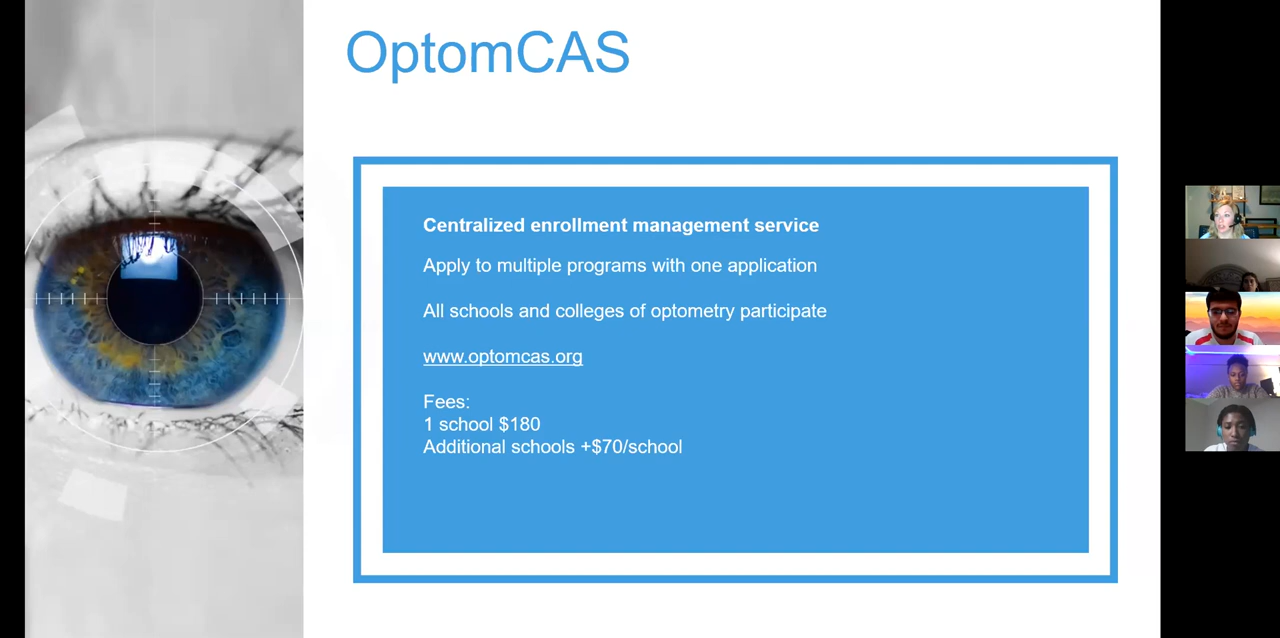 OptomCAS
Centralized enrollment management service
Apply to multiple programs with one application
All schools and colleges of optometry participate
www.optomcas.org
Fees:
1 school $180
Additional schools +$70/school